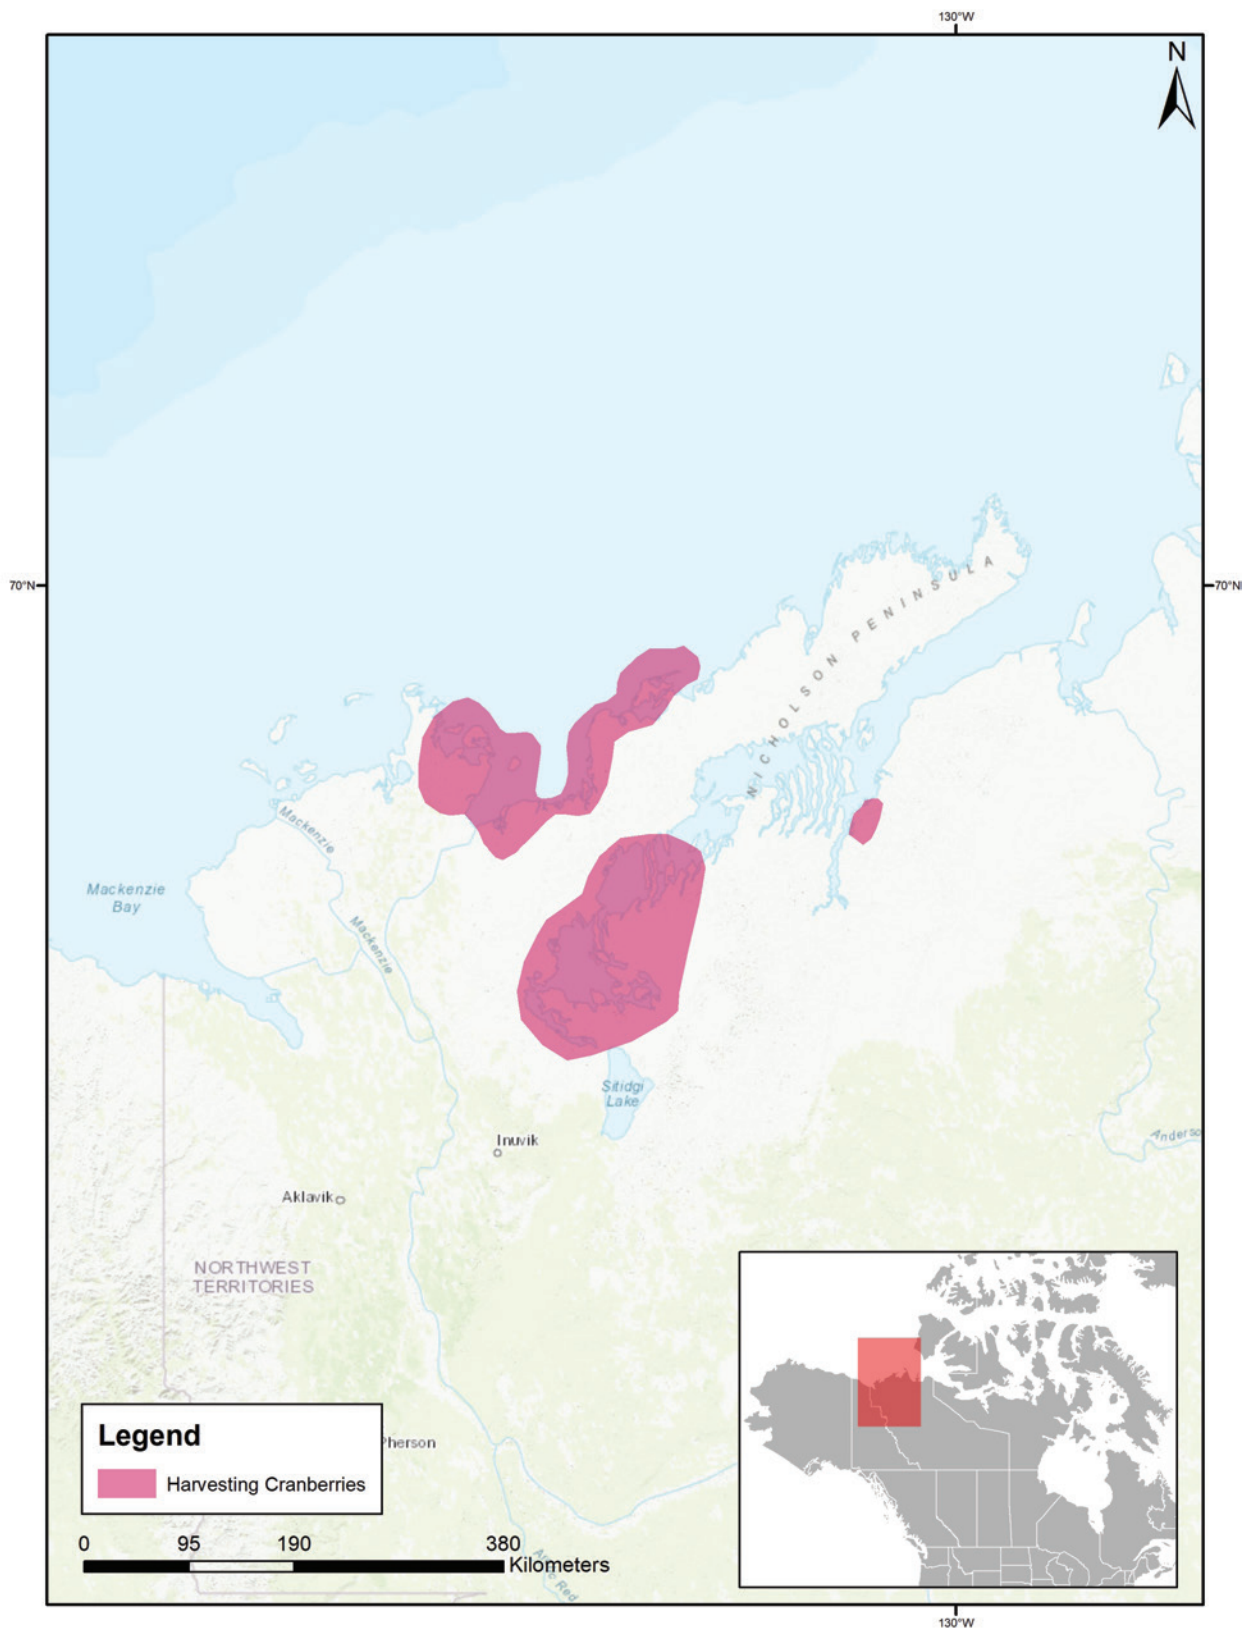 130°W
N
70°N
70°N
NICHOLSON PENINSULA
Mackenzie
Mackenzie
Bay
Mackenzie
Sitidgi
Lake
Inuvik
Anderso
Aklavik
NORTHWEST
TERRITORIES
Legend
Pherson
Harvesting Cranberries
0 95 190 380
Kilometers
Red
130°W